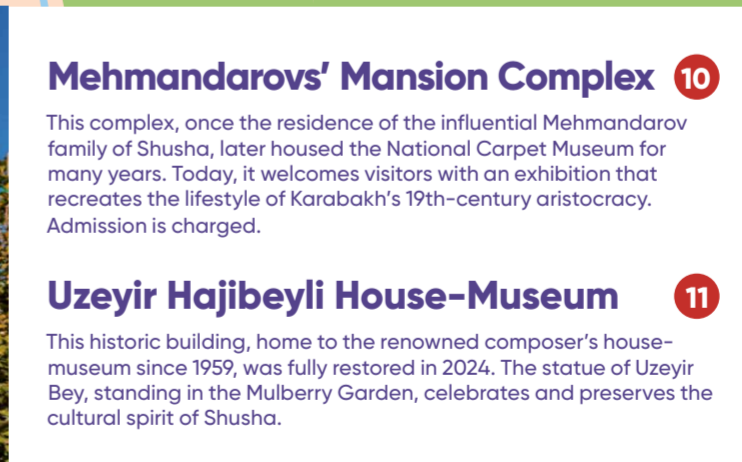 Mehmandarovs’ Mansion Complex 10
This complex, once the residence of the influential Mehmandarov
family of Shusha, later housed the National Carpet Museum for
many years. Today, it welcomes visitors with an exhibition that
recreates the lifestyle of Karabakh’s 19th-century aristocracy.
Admission is charged.
Uzeyir Hajibeyli House-Museum 11
This historic building, home to the renowned composer’s house-
museum since 1959, was fully restored in 2024. The statue of Uzeyir
Bey, standing in the Mulberry Garden, celebrates and preserves the
cultural spirit of Shusha.